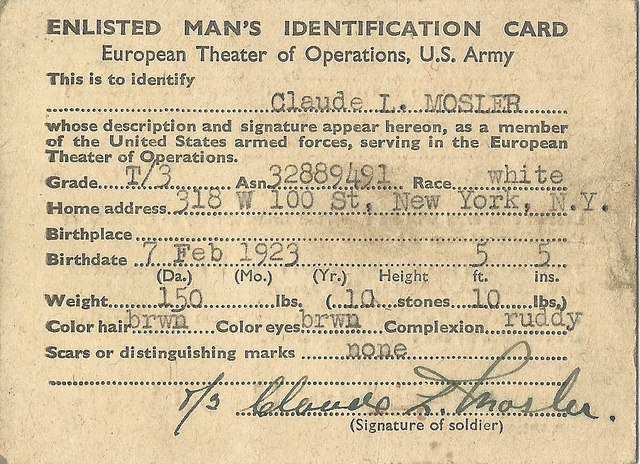 ENLISTED MAN'S IDENTIFICATION CARD
European Theater of Operations, U.S. Army
This is to identify
Claude L. MOSLER
whose description and signature appear hereon, as a member
of the United States armed forces, serving in the European
Theater of Operations.
Grade T/3 Asn 32889491 Race white
Home address 318 W 100 St, New York, N.Y.
Birthplace
Birthdate 7 Feb 1923 5 5
(Da.) (Mo.) (Yr.) Height ft. ins.
Weight 150 lbs. ( 10 stones 10 lbs.)
Color hair brwn Color eyes brwn Complexion ruddy
Scars or distinguishing marks none
T/3 Claude L. Mosler.
(Signature of soldier)